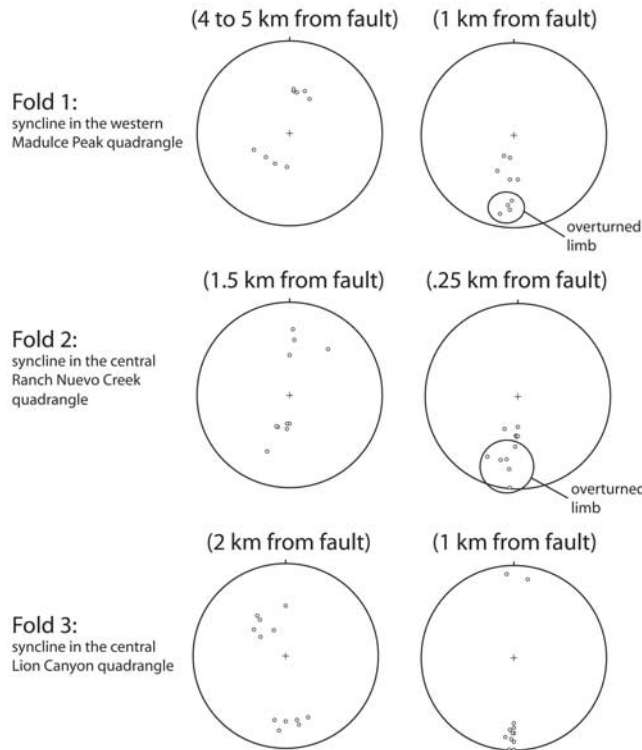 (4 to 5 km from fault)
(1 km from fault)
Fold 1:
syncline in the western
Madulce Peak quadrangle
overturned
limb
(1.5 km from fault)
(.25 km from fault)
Fold 2:
syncline in the central
Ranch Nuevo Creek
quadrangle
overturned
limb
(2 km from fault)
(1 km from fault)
Fold 3:
syncline in the central
Lion Canyon quadrangle